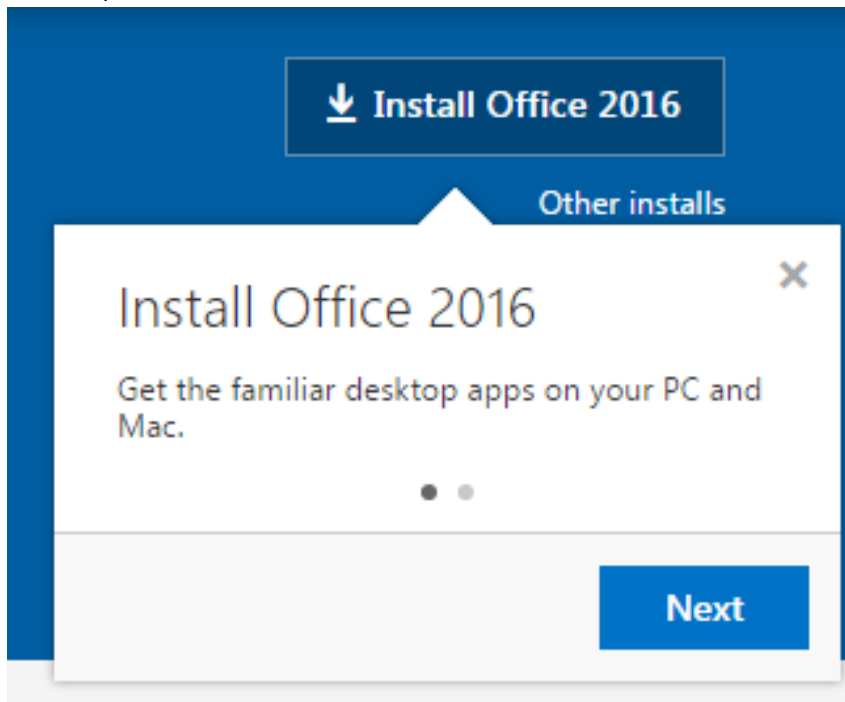 Install Office 2016
Other installs
Install Office 2016
Get the familiar desktop apps on your PC and
Mac.
Next